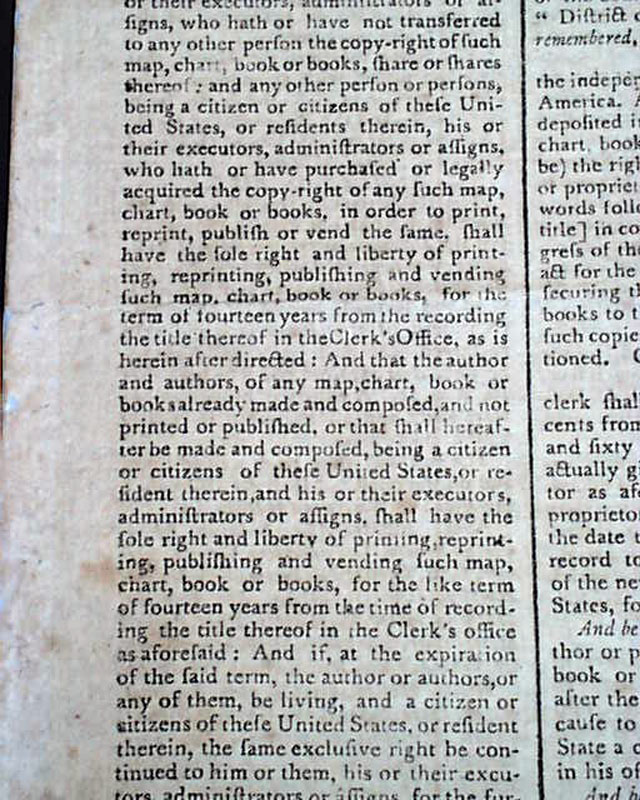 or their executors, administrators or as-
ſigns, who hath or have not transferred
to any other perſon the copy-right of ſuch
map, chart, book or books, ſhare or ſhares
thereof: and any other perſon or perſons,
being a citizen or citizens of theſe Uni-
ted States, or reſidents therein, his or
their executors, adminiſtrators or aſſigns,
who hath or have purchaſed or legally
acquired the copy-right of any ſuch map,
chart, book or books, in order to print,
reprint, publiſh or vend the ſame, ſhall
have the ſole right and liberty of print-
ing, reprinting, publiſhing and vending
ſuch map, chart, book or books, for the
term of fourteen years from the recording
the title thereof in the Clerk's Office, as is
herein after directed: And that the author
and authors, of any map, chart, book or
books already made and compoſed, and not
printed or publiſhed, or that ſhall hereaf-
ter be made and compoſed, being a citizen
or citizens of theſe United States, or re-
ſident therein, and his or their executors,
adminiſtrators or aſſigns, ſhall have the
ſole right and liberty of printing, reprint-
ing, publiſhing and vending ſuch map,
chart, book or books, for the like term
of fourteen years from the time of record-
ing the title thereof in the Clerk's office
as aforeſaid: And if, at the expiration
of the ſaid term, the author or authors, or
any of them, be living, and a citizen or
citizens of theſe United States, or reſident
therein, the ſame excluſive right be con-
tinued to him or them, his or their execu-
tors, adminiſtrators or aſſigns, for the fur-
“ Diſtrict
remembered,
the indepen
America.
depoſited i
chart, book
be) the rig
or propriet
words follo
title] in co
greſs of th
act for the
ſecuring t
books to t
ſuch copie
tioned.
clerk ſhal
cents from
and ſixty
actually g
tor as af
proprieto
the date t
record to
of the ne
States, fo
And be
thor or p
book or
after the
cauſe to
State a c
in his of
And b